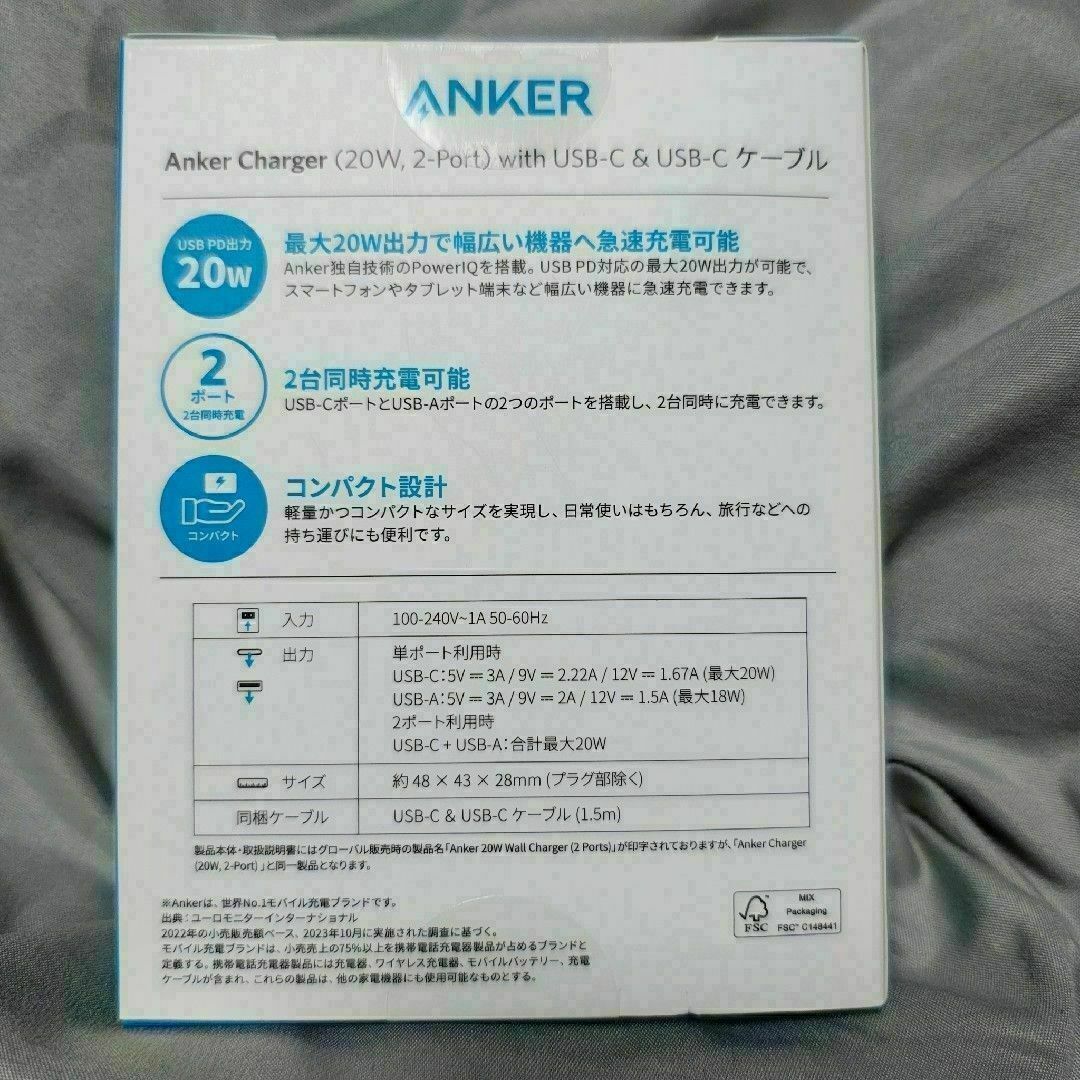 ANKER
Anker Charger (20W, 2-Port) with USB-C & USB-C ケーブル
USB PD出力
20W
最大20W出力で幅広い機器へ急速充電可能
Anker独自技術のPowerIQを搭載。USB PD対応の最大20W出力が可能で、
スマートフォンやタブレット端末など幅広い機器に急速充電できます。
2
ポート
2台同時充電
2台同時充電可能
USB-CポートとUSB-Aポートの2つのポートを搭載し、2台同時に充電できます。
コンパクト
コンパクト設計
軽量かつコンパクトなサイズを実現し、日常使いはもちろん、旅行などへの
持ち運びにも便利です。
入力 100-240V~1A 50-60Hz
出力 単ポート利用時
USB-C:5V ⎓ 3A / 9V ⎓ 2.22A / 12V ⎓ 1.67A (最大20W)
USB-A:5V ⎓ 3A / 9V ⎓ 2A / 12V ⎓ 1.5A (最大18W)
2ポート利用時
USB-C + USB-A:合計最大20W
サイズ 約 48 × 43 × 28mm (プラグ部除く)
同梱ケーブル USB-C & USB-C ケーブル (1.5m)
製品本体・取扱説明書にはグローバル販売時の製品名「Anker 20W Wall Charger (2 Ports)」が印字されておりますが、「Anker Charger
(20W, 2-Port) 」と同一製品となります。
※Ankerは、世界No.1モバイル充電ブランドです。
出典:ユーロモニターインターナショナル
2022年の小売販売額ベース、2023年10月に実施された調査に基づく。
モバイル充電ブランドは、小売売上の75%以上を携帯電話充電器製品が占めるブランドと
定義する。携帯電話充電器製品には充電器、ワイヤレス充電器、モバイルバッテリー、充電
ケーブルが含まれ、これらの製品は、他の家電機器にも使用可能なものとする。
FSC
MIX
Packaging
FSC™ C148441